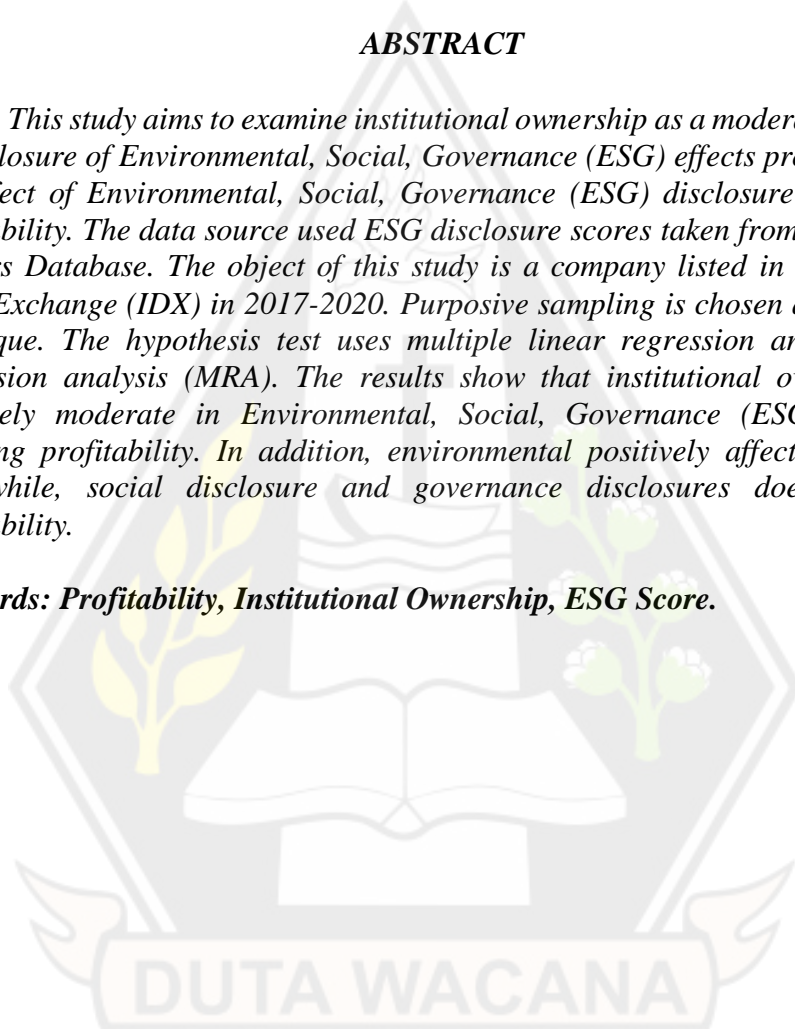 ABSTRACT
This study aims to examine institutional ownership as a modera
losure of Environmental, Social, Governance (ESG) effects pro
fect of Environmental, Social, Governance (ESG) disclosure
bility. The data source used ESG disclosure scores taken from
s Database. The object of this study is a company listed in
Exchange (IDX) in 2017-2020. Purposive sampling is chosen a
que. The hypothesis test uses multiple linear regression an
sion analysis (MRA). The results show that institutional ov
ely moderate in Environmental, Social, Governance (ESG
ng profitability. In addition, environmental positively affect
while, social disclosure and governance disclosures doe
bility.
rds: Profitability, Institutional Ownership, ESG Score.
DUTA WACANA